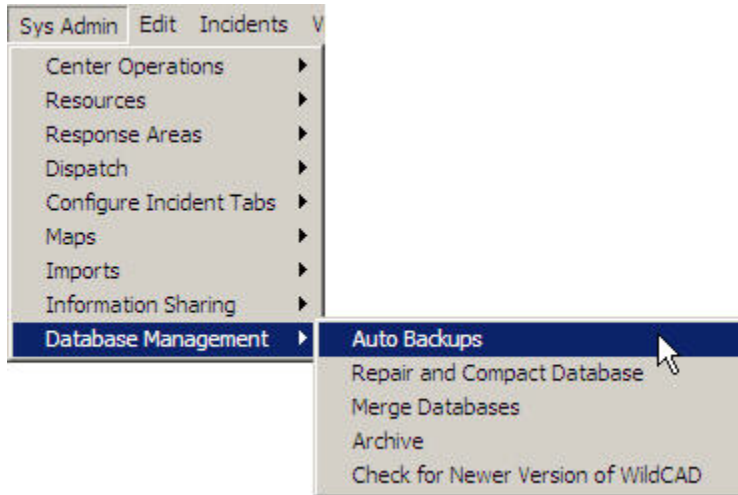 Sys Admin Edit Incidents
Center Operations
Resources
Response Areas
Dispatch
Configure Incident Tabs
Maps
Imports
Information Sharing
Database Management Auto Backups
Repair and Compact Database
Merge Databases
Archive
Check for Newer Version of WildCAD